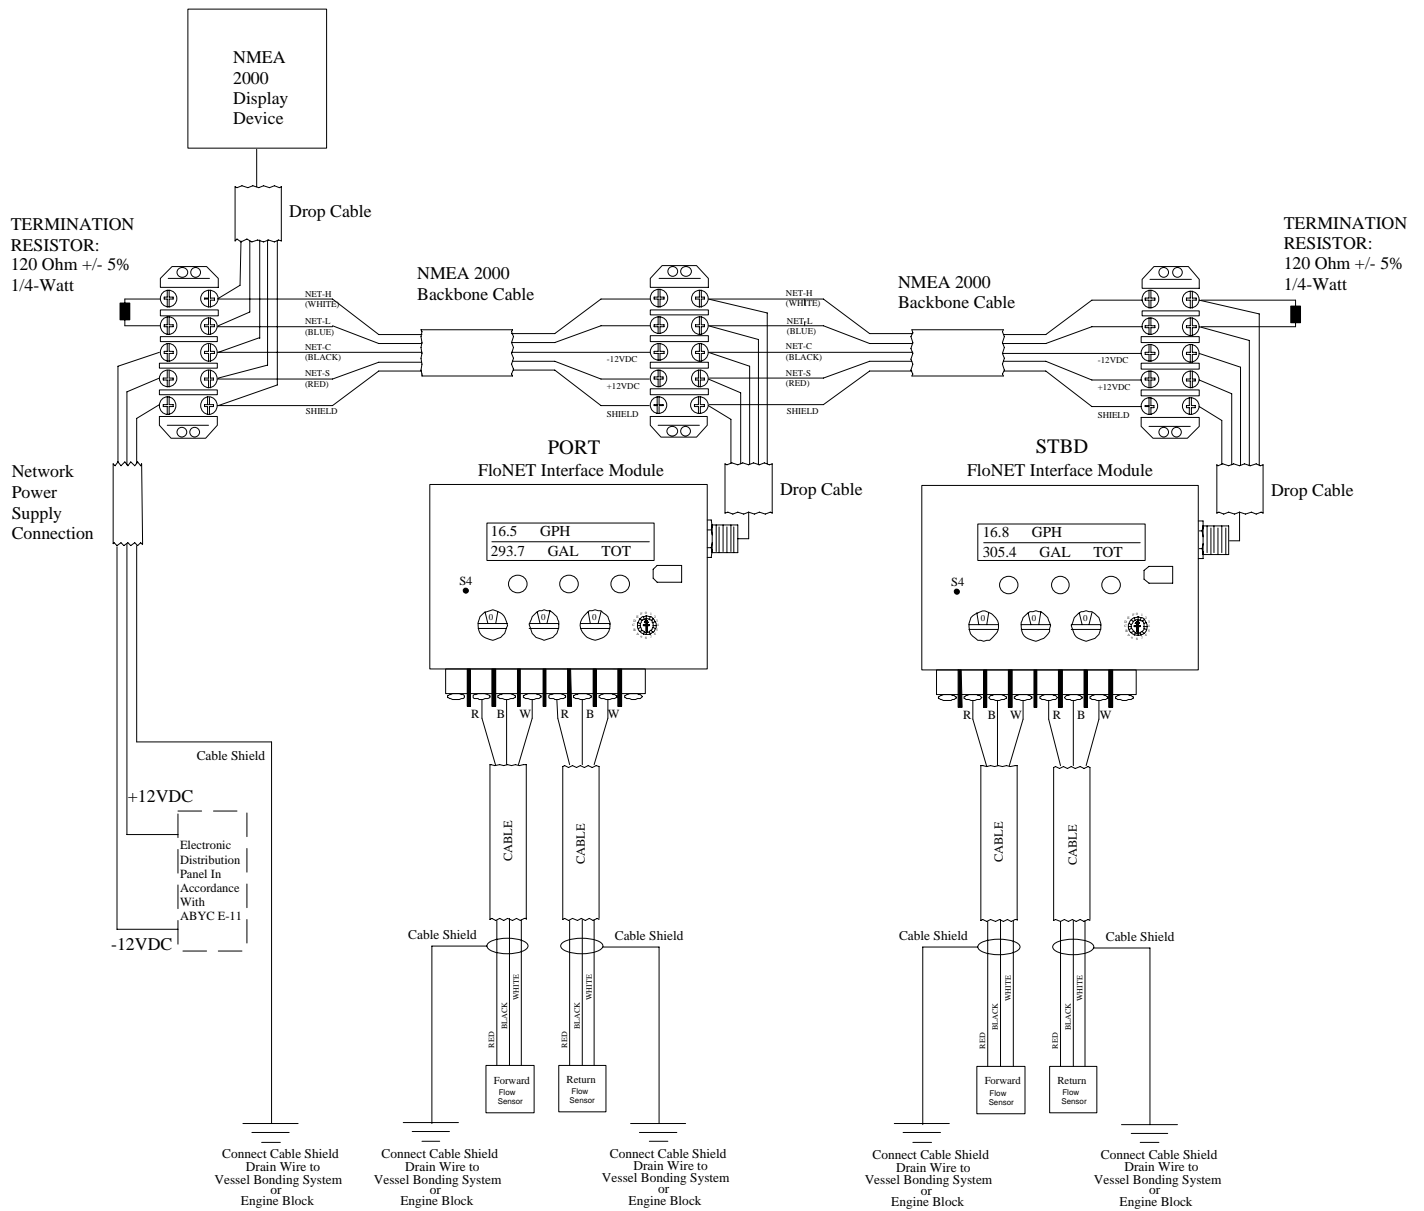 NMEA
2000
Display
Device
Drop Cable
TERMINATION
RESISTOR:
120 Ohm +/- 5%
1/4-Watt
NET-H
(WHITE)
NET-L
(BLUE)
NET-C
(BLACK)
NET-S
(RED)
SHIELD
NMEA 2000
Backbone Cable
-12VDC
+12VDC
SHIELD
NET-H
(WHITE)
NET-L
(BLUE)
NET-C
(BLACK)
NET-S
(RED)
SHIELD
NMEA 2000
Backbone Cable
-12VDC
+12VDC
SHIELD
TERMINATION
RESISTOR:
120 Ohm +/- 5%
1/4-Watt
Network
Power
Supply
Connection
PORT
FloNET Interface Module
Drop Cable
16.5 GPH
293.7 GAL TOT
S4
0 0 0
R B W R B W
STBD
FloNET Interface Module
Drop Cable
16.8 GPH
305.4 GAL TOT
S4
0 0 0
R B W R B W
Cable Shield
+12VDC
Electronic
Distribution
Panel In
Accordance
With
ABYC E-11
-12VDC
CABLE
CABLE
CABLE
CABLE
Cable Shield
Cable Shield
Cable Shield
Cable Shield
RED
BLACK
WHITE
RED
BLACK
WHITE
RED
BLACK
WHITE
RED
BLACK
WHITE
Forward
Flow
Sensor
Return
Flow
Sensor
Forward
Flow
Sensor
Return
Flow
Sensor
Connect Cable Shield
Drain Wire to
Vessel Bonding System
or
Engine Block
Connect Cable Shield
Drain Wire to
Vessel Bonding System
or
Engine Block
Connect Cable Shield
Drain Wire to
Vessel Bonding System
or
Engine Block
Connect Cable Shield
Drain Wire to
Vessel Bonding System
or
Engine Block
Connect Cable Shield
Drain Wire to
Vessel Bonding System
or
Engine Block